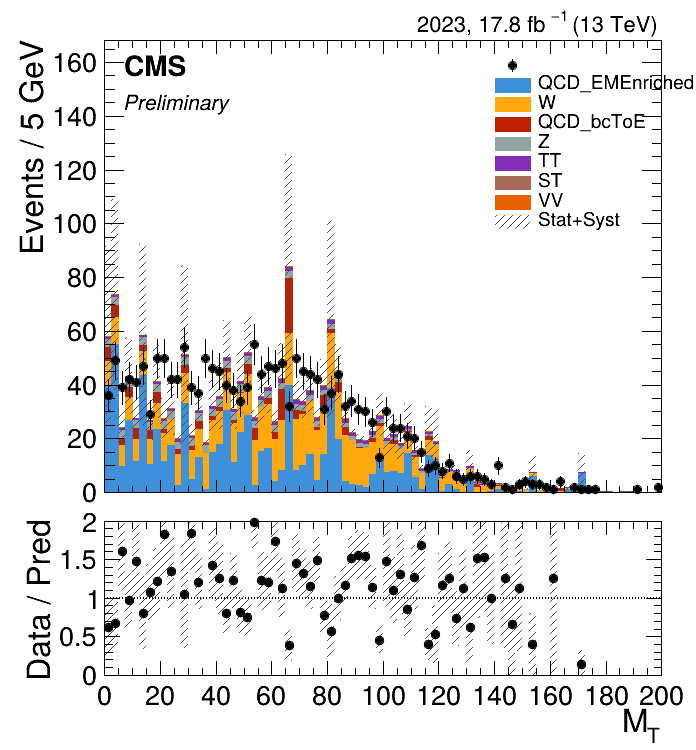 2023, 17.8 fb⁻¹ (13 TeV)
Events / 5 GeV
160
140
120
100
80
60
40
20
0
CMS
Preliminary
QCD_EMEnriched
W
QCD_bcToE
Z
TT
ST
VV
Stat+Syst
Data / Pred
2
1.5
1
0.5
0
0 20 40 60 80 100 120 140 160 180 200
M_T